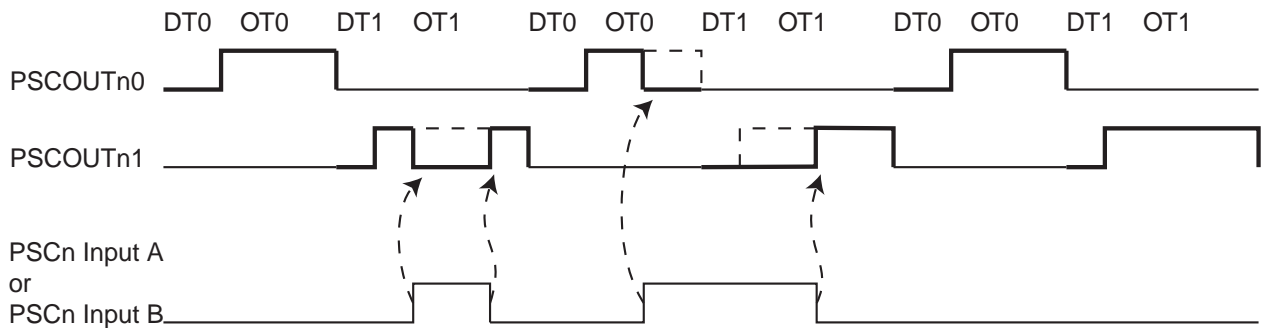 DT0 OT0 DT1 OT1 DT0 OT0 DT1 OT1 DT0 OT0 DT1 OT1
PSCOUTn0
PSCOUTn1
PSCn Input A
or
PSCn Input B